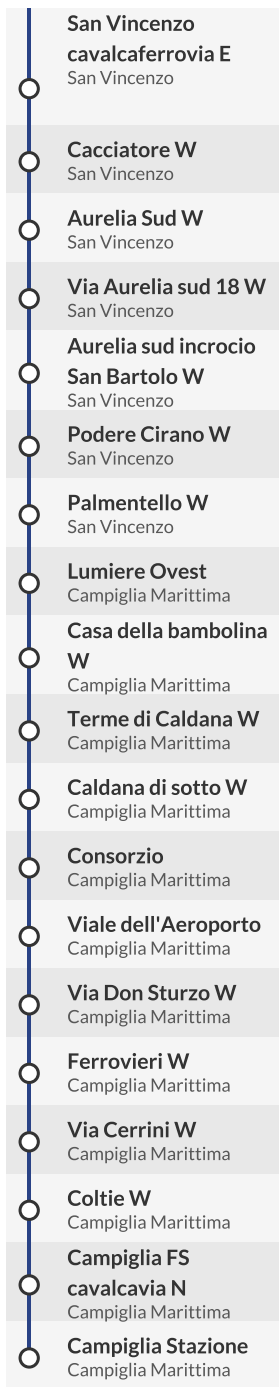 San Vincenzo
cavalcaferrovia E
San Vincenzo
Cacciatore W
San Vincenzo
Aurelia Sud W
San Vincenzo
Via Aurelia sud 18 W
San Vincenzo
Aurelia sud incrocio
San Bartolo W
San Vincenzo
Podere Cirano W
San Vincenzo
Palmentello W
San Vincenzo
Lumiere Ovest
Campiglia Marittima
Casa della bambolina
W
Campiglia Marittima
Terme di Caldana W
Campiglia Marittima
Caldana di sotto W
Campiglia Marittima
Consorzio
Campiglia Marittima
Viale dell'Aeroporto
Campiglia Marittima
Via Don Sturzo W
Campiglia Marittima
Ferrovieri W
Campiglia Marittima
Via Cerrini W
Campiglia Marittima
Coltie W
Campiglia Marittima
Campiglia FS
cavalcavia N
Campiglia Marittima
Campiglia Stazione
Campiglia Marittima